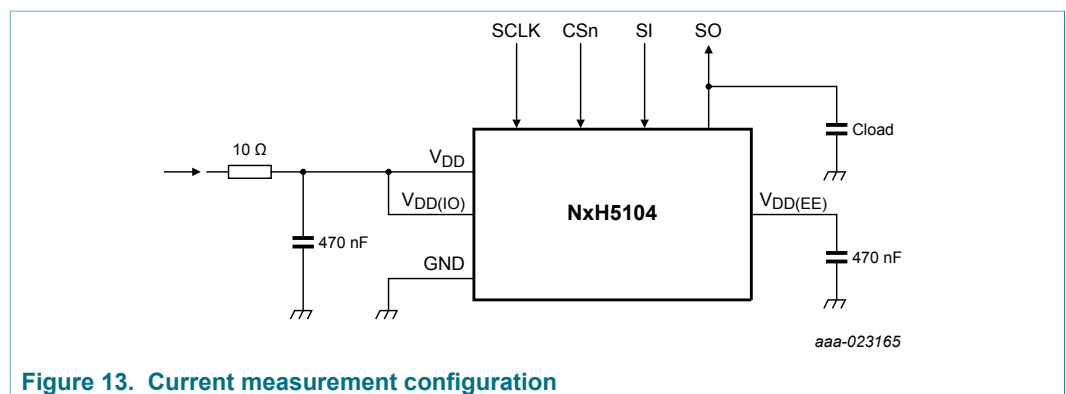 SCLK CSn SI SO
Cload
10 Ω
VDD
VDD(IO)
NxH5104
VDD(EE)
470 nF
470 nF
GND
aaa-023165
Figure 13. Current measurement configuration